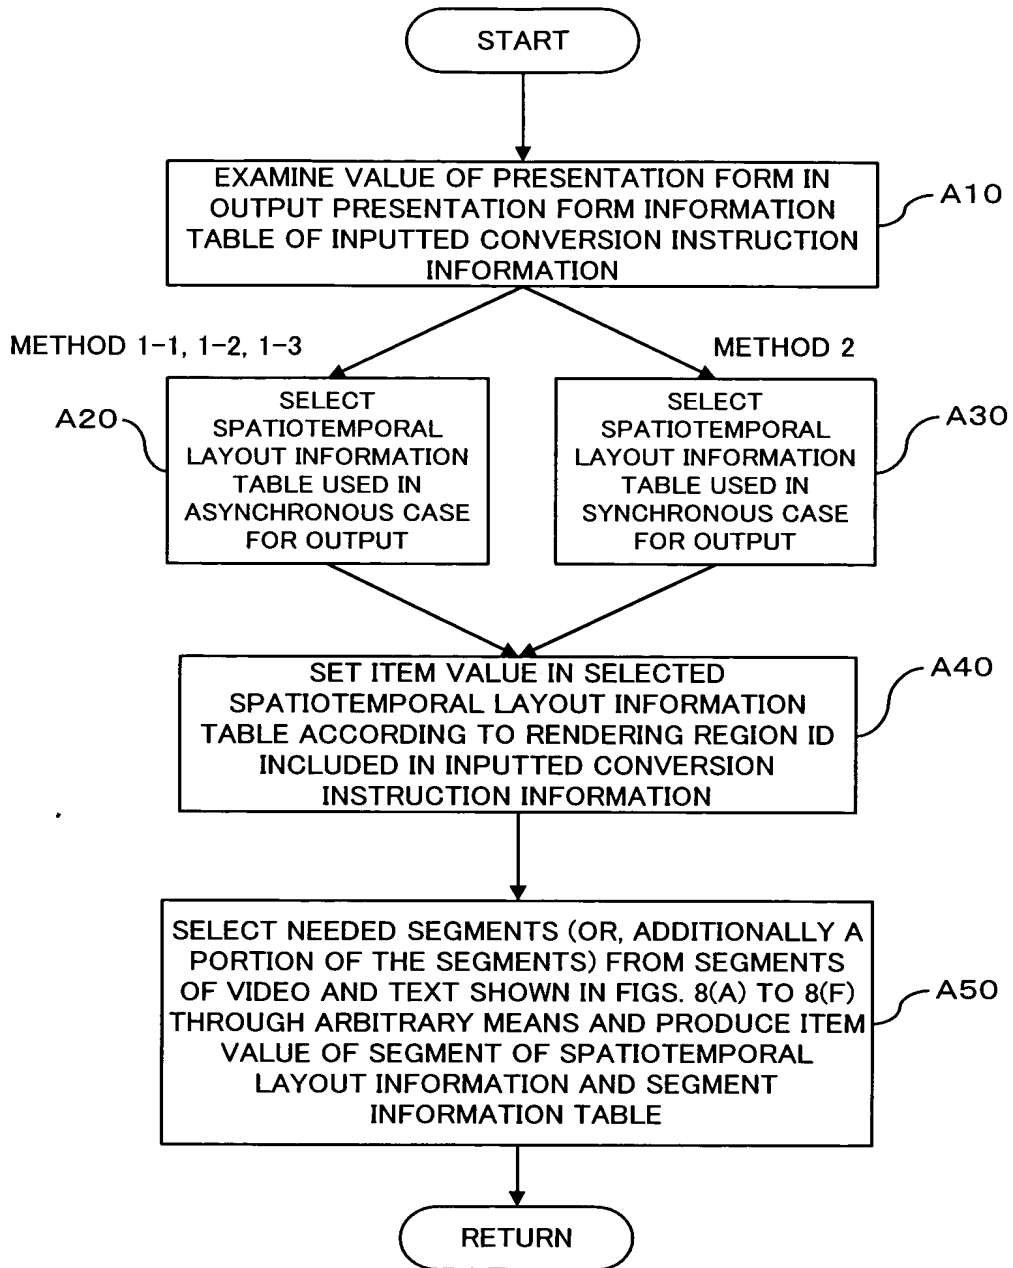 START
EXAMINE VALUE OF PRESENTATION FORM IN
OUTPUT PRESENTATION FORM INFORMATION
TABLE OF INPUTTED CONVERSION INSTRUCTION
INFORMATION
A10
METHOD 1-1, 1-2, 1-3
METHOD 2
A20
SELECT
SPATIOTEMPORAL
LAYOUT INFORMATION
TABLE USED IN
ASYNCHRONOUS CASE
FOR OUTPUT
SELECT
SPATIOTEMPORAL
LAYOUT INFORMATION
TABLE USED IN
SYNCHRONOUS CASE
FOR OUTPUT
A30
SET ITEM VALUE IN SELECTED
SPATIOTEMPORAL LAYOUT INFORMATION
TABLE ACCORDING TO RENDERING REGION ID
INCLUDED IN INPUTTED CONVERSION
INSTRUCTION INFORMATION
A40
SELECT NEEDED SEGMENTS (OR, ADDITIONALLY A
PORTION OF THE SEGMENTS) FROM SEGMENTS
OF VIDEO AND TEXT SHOWN IN FIGS. 8(A) TO 8(F)
THROUGH ARBITRARY MEANS AND PRODUCE ITEM
VALUE OF SEGMENT OF SPATIOTEMPORAL
LAYOUT INFORMATION AND SEGMENT
INFORMATION TABLE
A50
RETURN